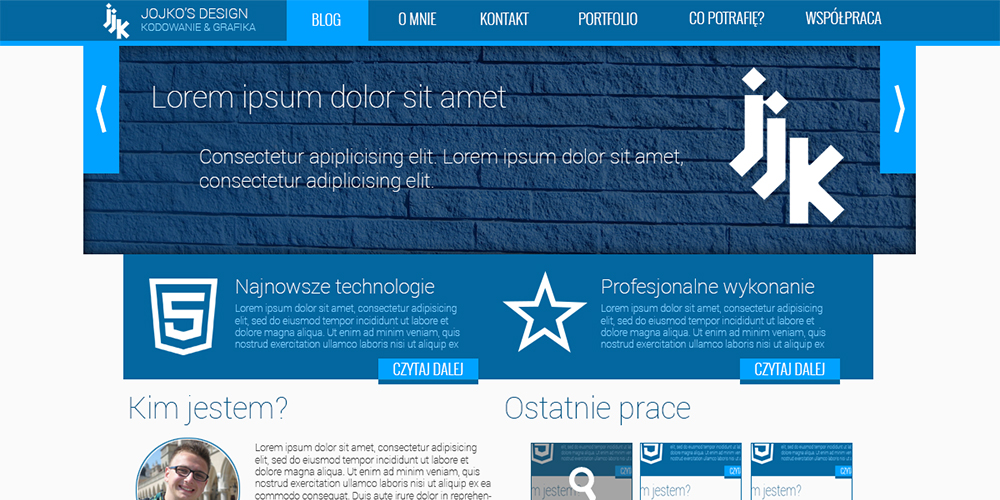 JOJKO'S DESIGN
KODOWANIE & GRAFIKA
BLOG
O MNIE
KONTAKT
PORTFOLIO
CO POTRAFIĘ?
WSPÓŁPRACA
Lorem ipsum dolor sit amet
Consectetur apiplicising elit. Lorem ipsum dolor sit amet,
consectetur adiplicising elit.
jjk
Najnowsze technologie
Lorem ipsum dolor sit amet, consectetur adipisicing
elit, sed do eiusmod tempor incididunt ut labore et
dolore magna aliqua. Ut enim ad minim veniam, quis
nostrud exercitation ullamco laboris nisi ut aliquip ex
CZYTAJ DALEJ
Profesjonalne wykonanie
Lorem ipsum dolor sit amet, consectetur adipisicing
elit, sed do eiusmod tempor incididunt ut labore et
dolore magna aliqua. Ut enim ad minim veniam, quis
nostrud exercitation ullamco laboris nisi ut aliquip ex
CZYTAJ DALEJ
Kim jestem?
Lorem ipsum dolor sit amet, consectetur adipisicing
elit, sed do eiusmod tempor incididunt ut labore et
dolore magna aliqua. Ut enim ad minim veniam, quis
nostrud exercitation ullamco laboris nisi ut aliquip ex ea
commodo consequat. Duis aute irure dolor in reprehen-
Ostatnie prace